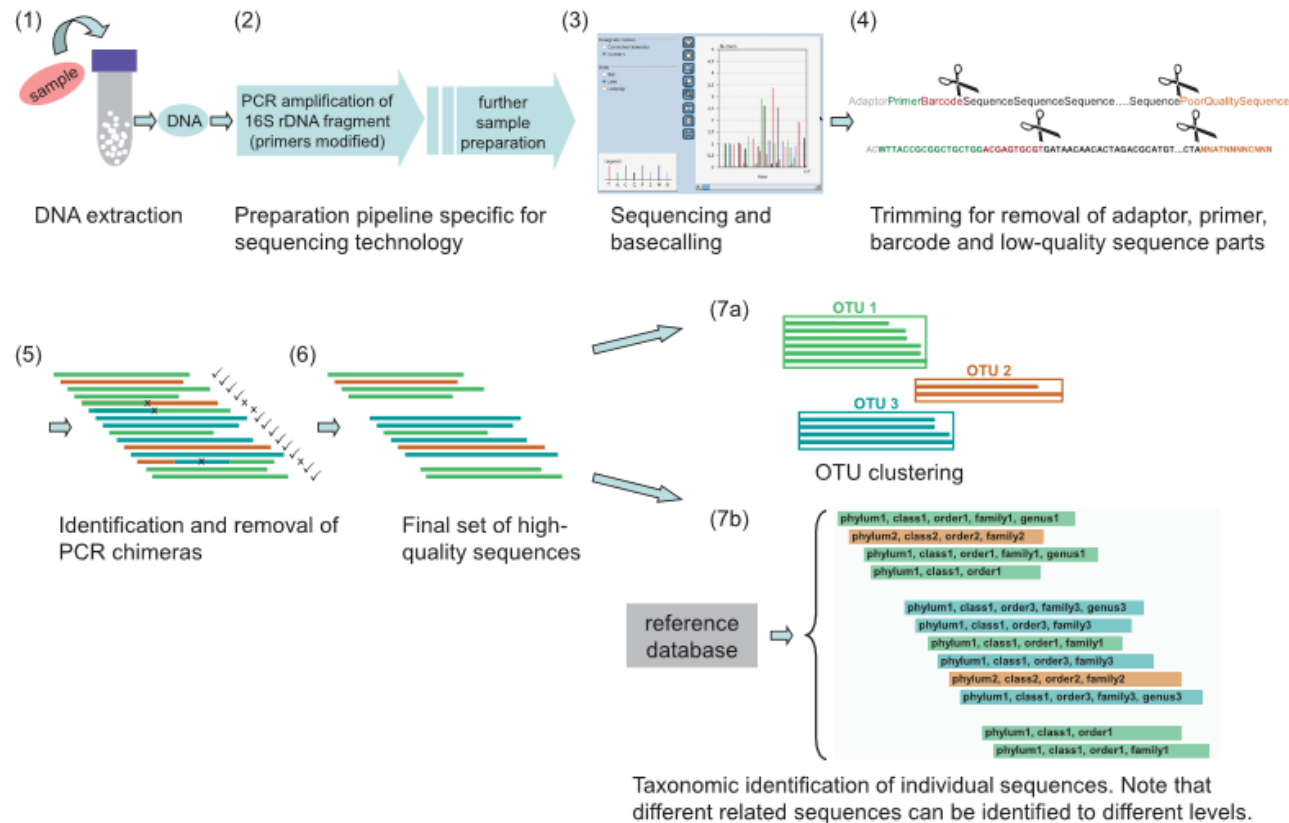 (1)
(2)
(3)
(4)
sample
DNA
PCR amplification of
16S rDNA fragment
(primers modified)
further
sample
preparation
Legend
T A C G
AdaptorPrimerBarcodeSequenceSequenceSequence....SequencePoorQualitySequence
ACWTTACCGCGGCTGCTGGACGAGTGCGTGATAACAACACTAGACGCATGT...CTANNATNNNNCNNN
DNA extraction
Preparation pipeline specific for
sequencing technology
Sequencing and
basecalling
Trimming for removal of adaptor, primer,
barcode and low-quality sequence parts
(5)
(6)
(7a)
OTU 1
OTU 2
OTU 3
OTU clustering
Identification and removal of
PCR chimeras
Final set of high-
quality sequences
(7b)
reference
database
phylum1, class1, order1, family1, genus1
phylum2, class2, order2, family2
phylum1, class1, order1, family1, genus1
phylum1, class1, order1
phylum1, class1, order3, family3, genus3
phylum1, class1, order3, family3
phylum1, class1, order1, family1
phylum1, class1, order3, family3
phylum2, class2, order2, family2
phylum1, class1, order3, family3, genus3
phylum1, class1, order1
phylum1, class1, order1, family1
Taxonomic identification of individual sequences. Note that
different related sequences can be identified to different levels.